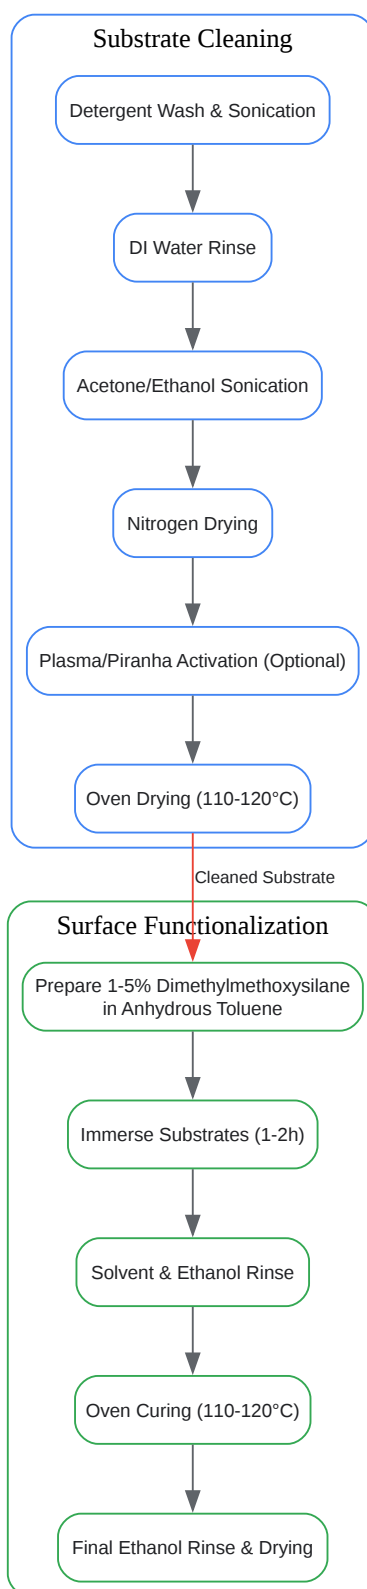 Substrate Cleaning
Detergent Wash & Sonication
DI Water Rinse
Acetone/Ethanol Sonication
Nitrogen Drying
Plasma/Piranha Activation (Optional)
Oven Drying (110-120°C)
Cleaned Substrate
Surface Functionalization
Prepare 1-5% Dimethylmethoxysilane
in Anhydrous Toluene
Immerse Substrates (1-2h)
Solvent & Ethanol Rinse
Oven Curing (110-120°C)
Final Ethanol Rinse & Drying